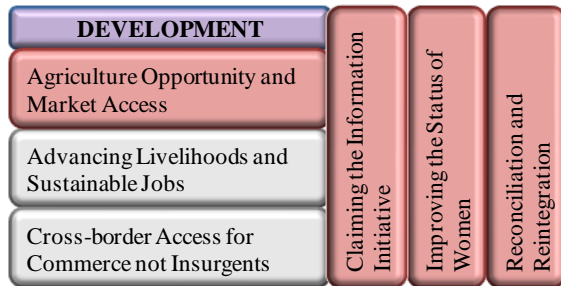 DEVELOPMENT
Agriculture Opportunity and
Market Access
Advancing Livelihoods and
Sustainable Jobs
Cross-border Access for
Commerce not Insurgents
Claiming the Information
Initiative
Improving the Status of
Women
Reconciliation and
Reintegration